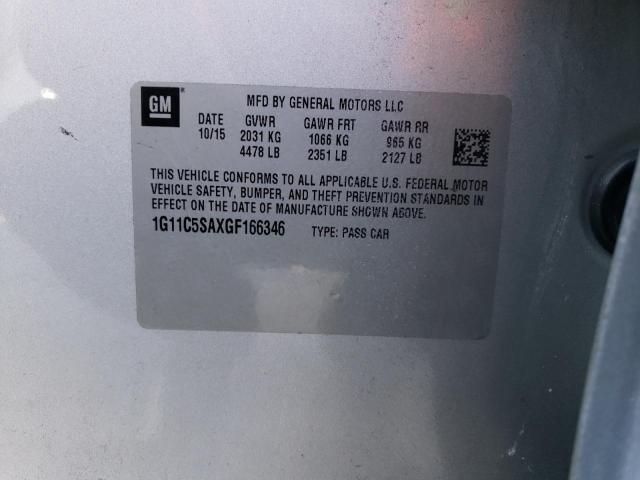 GM
MFD BY GENERAL MOTORS LLC
DATE GVWR GAWR FRT GAWR RR
10/15 2031 KG 1066 KG 965 KG
4478 LB 2351 LB 2127 LB
THIS VEHICLE CONFORMS TO ALL APPLICABLE U.S. FEDERAL MOTOR
VEHICLE SAFETY, BUMPER, AND THEFT PREVENTION STANDARDS IN
EFFECT ON THE DATE OF MANUFACTURE SHOWN ABOVE.
1G11C5SAXGF166346 TYPE: PASS CAR